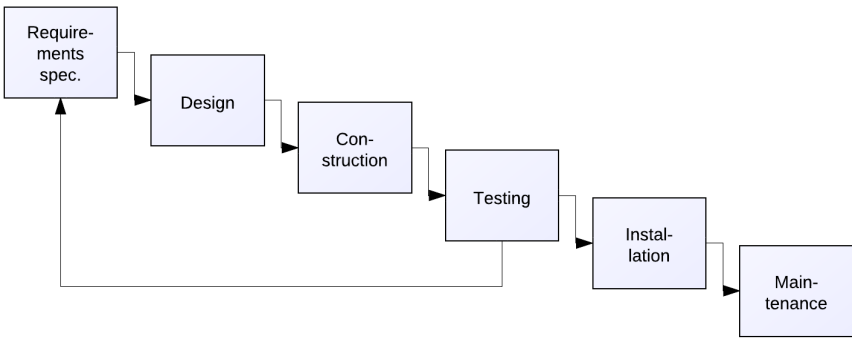 Require-
ments
spec.
Design
Con-
struction
Testing
Instal-
lation
Main-
tenance